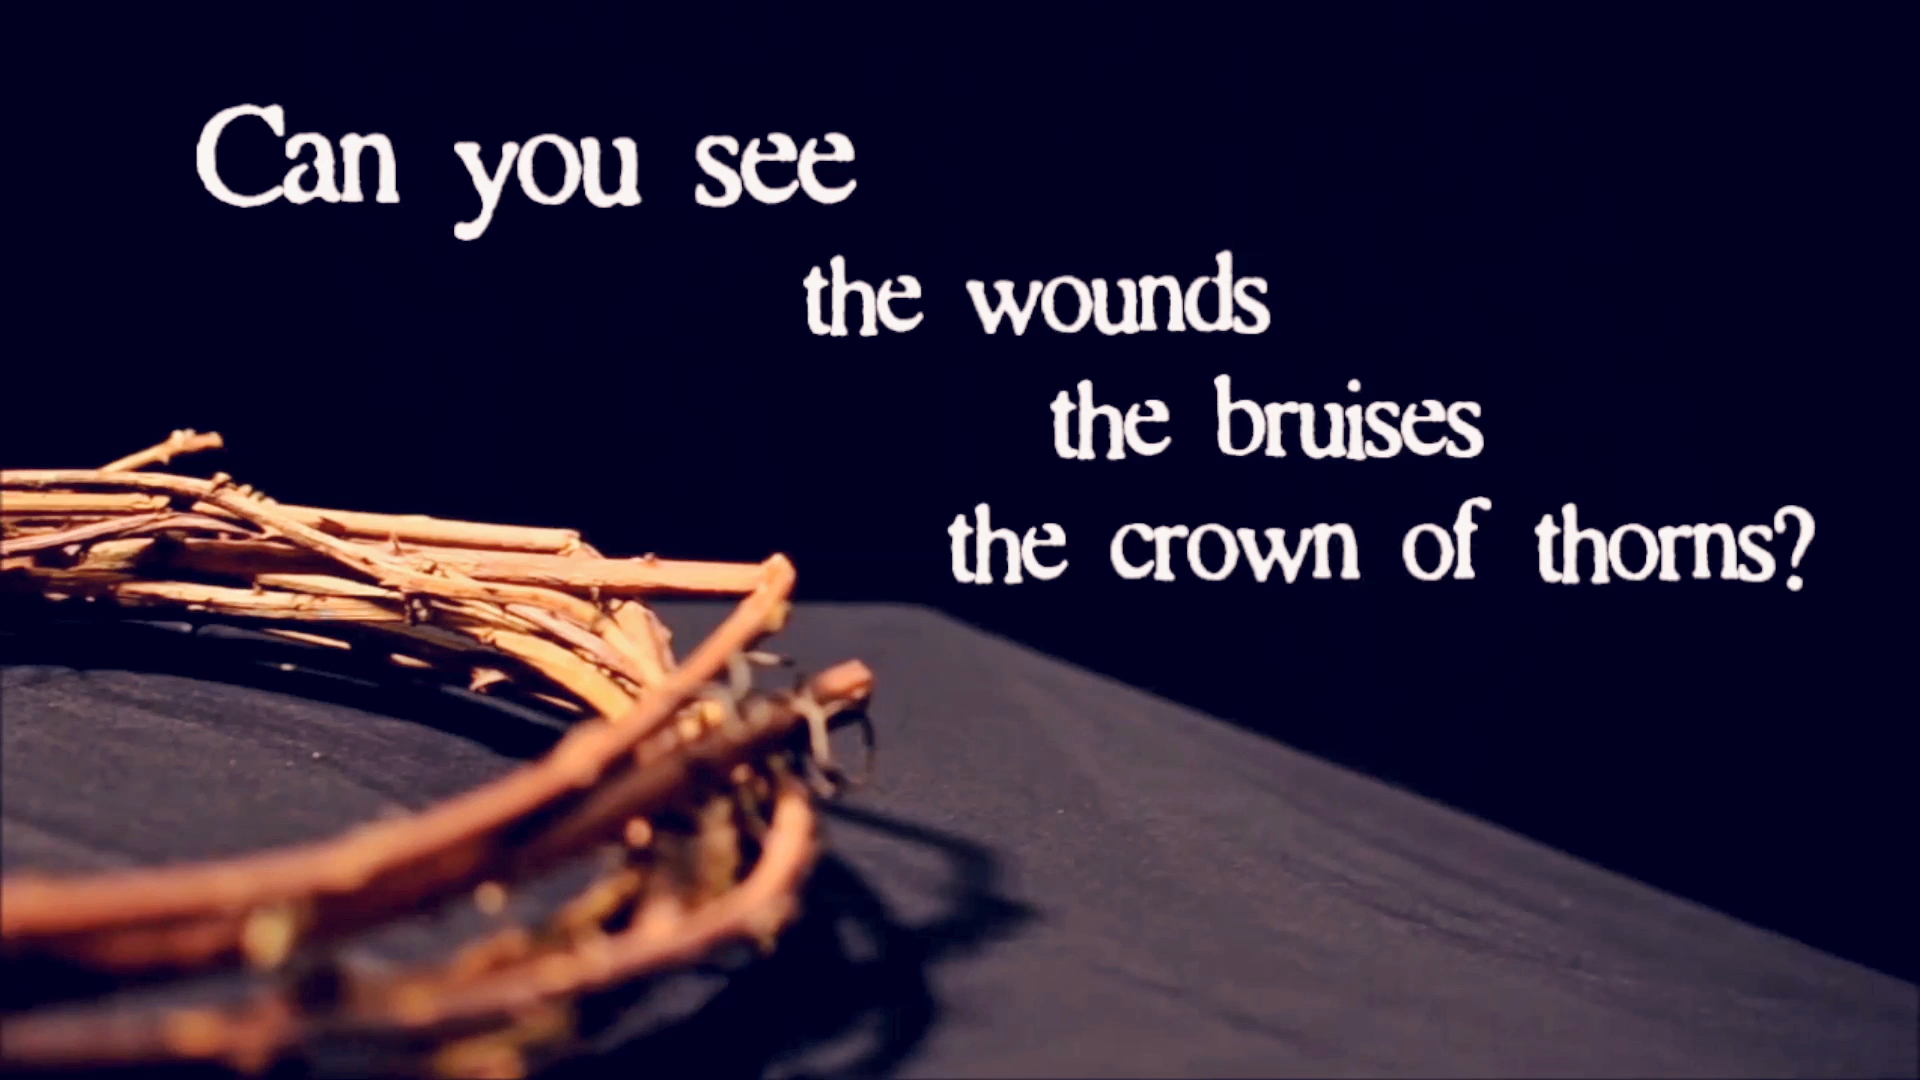 Can you see
the wounds
the bruises
the crown of thorns?